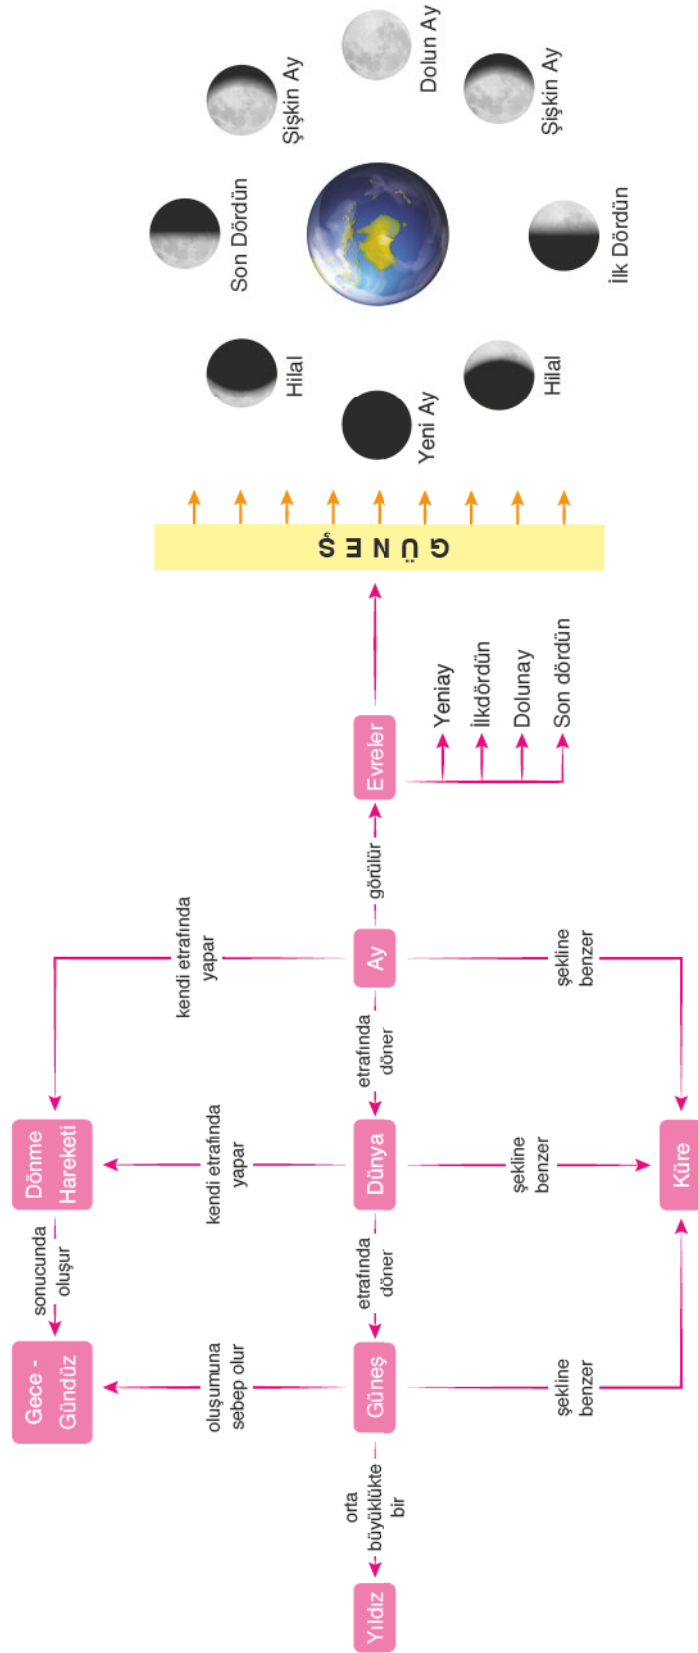 Gece -
Gündüz
sonucunda
oluşur
Dönme
Hareketi
oluşumuna
sebep olur
kendi etrafında
yapar
kendi etrafında
yapar
Yıldız
orta
büyüklükte
bir
Güneş
etrafında
döner
Dünya
etrafında
döner
Ay
görülür
Evreler
Yeniay
İlkdördün
Dolunay
Son dördün
şekline
benzer
şekline
benzer
şekline
benzer
Küre
GÜNEŞ
Hilal
Son Dördün
Şişkin Ay
Yeni Ay
Dolun Ay
Hilal
İlk Dördün
Şişkin Ay